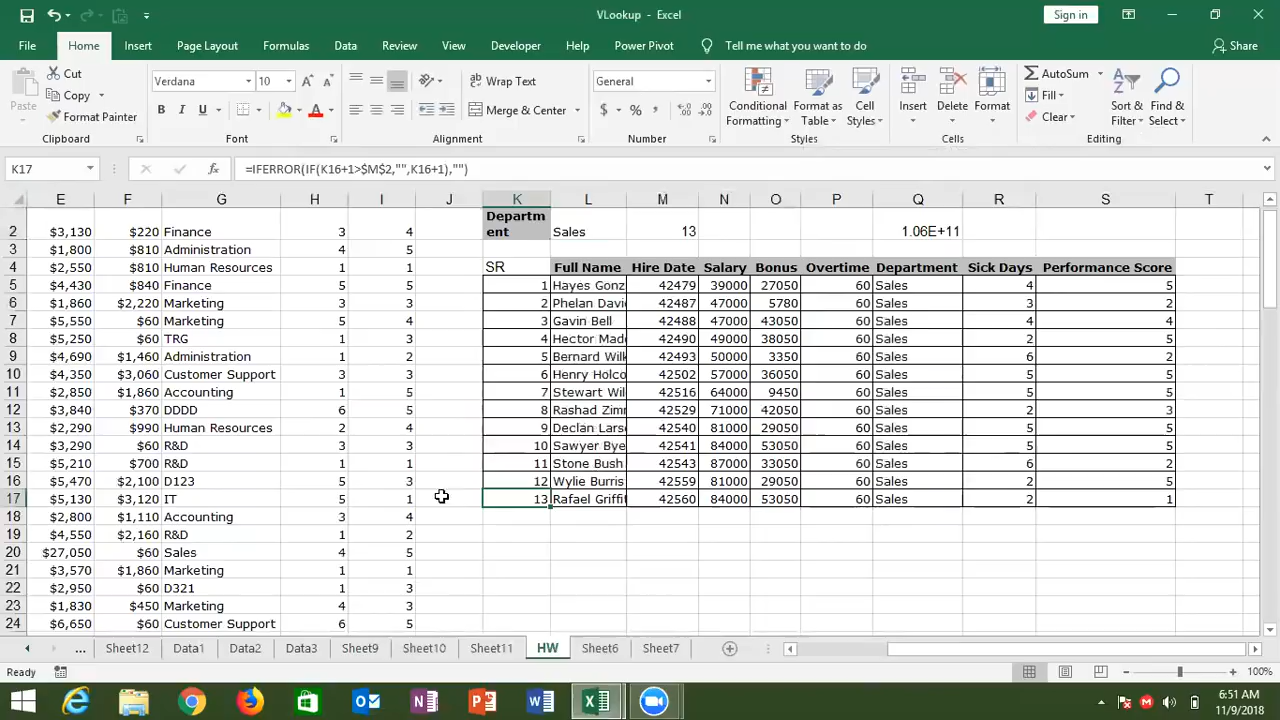 VLookup - Excel
Sign in
File Home Insert Page Layout Formulas Data Review View Developer Help Power Pivot Tell me what you want to do Share
Paste Cut Copy Format Painter Clipboard
Verdana 10 Font
Wrap Text Merge & Center Alignment
General Number
Conditional Formatting Format as Table Cell Styles Styles
Insert Delete Format Cells
AutoSum Fill Clear Sort & Filter Find & Select Editing
K17 =IFERROR(IF(K16+1>$M$2,"",K16+1),"")
E F G H I J K L M N O P Q R S T
2 $3,130 $220 Finance 3 4 Departm ent Sales 13 1.06E+11
3 $1,800 $810 Administration 4 5
4 $2,550 $810 Human Resources 1 1 SR Full Name Hire Date Salary Bonus Overtime Department Sick Days Performance Score
5 $4,430 $840 Finance 5 5 1 Hayes Gonz 42479 39000 27050 60 Sales 4 5
6 $1,860 $2,220 Marketing 3 3 2 Phelan Davi 42487 47000 5780 60 Sales 3 2
7 $5,550 $60 Marketing 5 4 3 Gavin Bell 42488 47000 43050 60 Sales 4 4
8 $5,250 $60 TRG 1 3 4 Hector Mad 42490 49000 38050 60 Sales 2 5
9 $4,690 $1,460 Administration 1 2 5 Bernard Wilk 42493 50000 3350 60 Sales 6 2
10 $4,350 $3,060 Customer Support 3 3 6 Henry Holco 42502 57000 36050 60 Sales 2 5
11 $2,850 $1,860 Accounting 1 5 7 Stewart Wil 42516 64000 9450 60 Sales 5 5
12 $3,840 $370 DDDD 6 5 8 Rashad Zimm 42529 71000 42050 60 Sales 2 3
13 $2,290 $990 Human Resources 2 4 9 Declan Lars 42540 81000 29050 60 Sales 5 5
14 $3,290 $60 R&D 3 3 10 Sawyer Bye 42541 84000 53050 60 Sales 5 5
15 $5,210 $700 R&D 1 1 11 Stone Bush 42543 87000 33050 60 Sales 6 2
16 $5,470 $2,100 D123 5 3 12 Wylie Burris 42559 81000 29050 60 Sales 2 5
17 $5,130 $3,120 IT 5 1 13 Rafael Griffi 42560 84000 53050 60 Sales 2 1
18 $2,800 $1,110 Accounting 3 4
19 $4,550 $2,160 R&D 1 2
20 $27,050 $60 Sales 4 5
21 $3,570 $1,860 Marketing 1 1
22 $2,950 $60 D321 1 3
23 $1,830 $450 Marketing 4 3
24 $6,650 $60 Customer Support 6 5
... Sheet12 Data1 Data2 Data3 Sheet9 Sheet10 Sheet11 HW Sheet6 Sheet7
Ready 100%
6:51 AM
11/9/2018